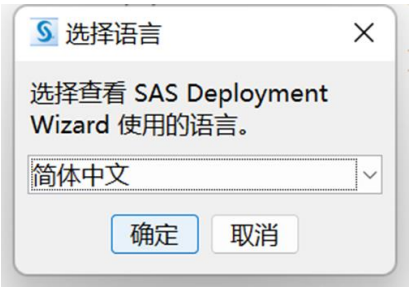 选择语言
选择查看 SAS Deployment
Wizard 使用的语言。
简体中文
确定
取消